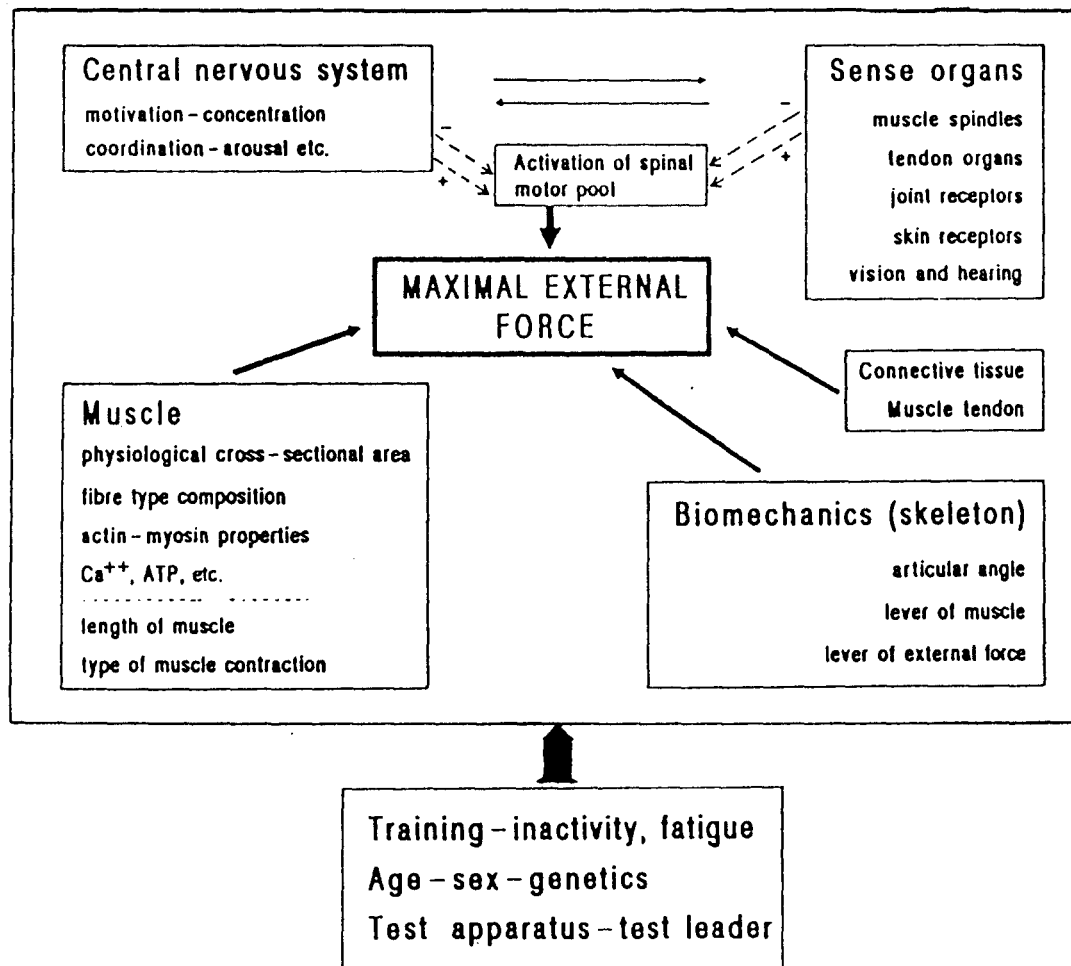 Central nervous system
motivation – concentration
coordination – arousal etc.
Sense organs
muscle spindles
tendon organs
joint receptors
skin receptors
vision and hearing
–
+
–
+
Activation of spinal
motor pool
MAXIMAL EXTERNAL
FORCE
Muscle
physiological cross – sectional area
fibre type composition
actin – myosin properties
Ca++, ATP, etc.
length of muscle
type of muscle contraction
Connective tissue
Muscle tendon
Biomechanics (skeleton)
articular angle
lever of muscle
lever of external force
Training – inactivity, fatigue
Age – sex – genetics
Test apparatus – test leader